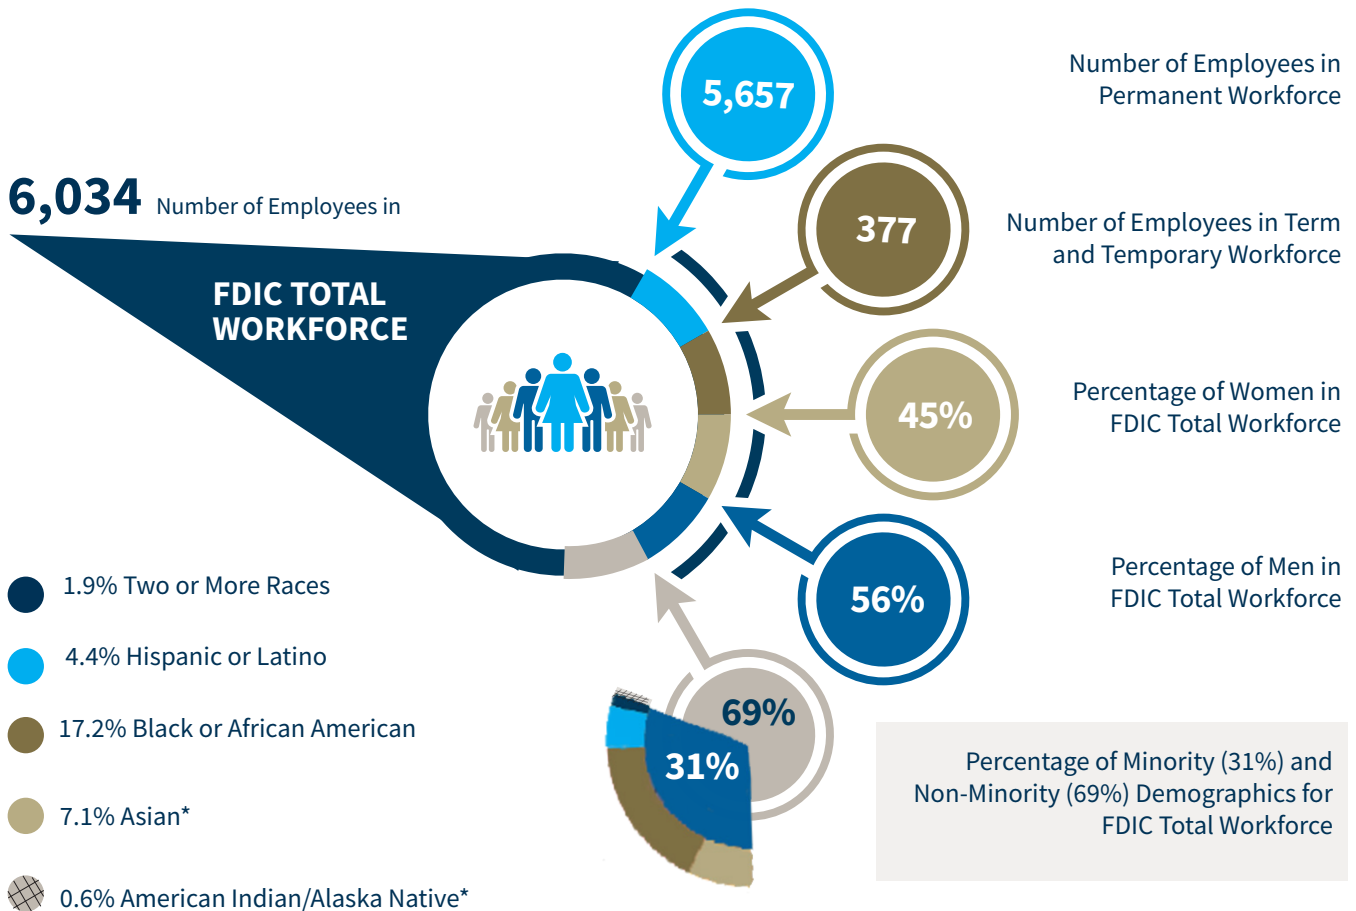 6,034 Number of Employees in
FDIC TOTAL
WORKFORCE
5,657
Number of Employees in
Permanent Workforce
377
Number of Employees in Term
and Temporary Workforce
45%
Percentage of Women in
FDIC Total Workforce
56%
Percentage of Men in
FDIC Total Workforce
69%
31%
Percentage of Minority (31%) and
Non-Minority (69%) Demographics for
FDIC Total Workforce
1.9% Two or More Races
4.4% Hispanic or Latino
17.2% Black or African American
7.1% Asian*
0.6% American Indian/Alaska Native*